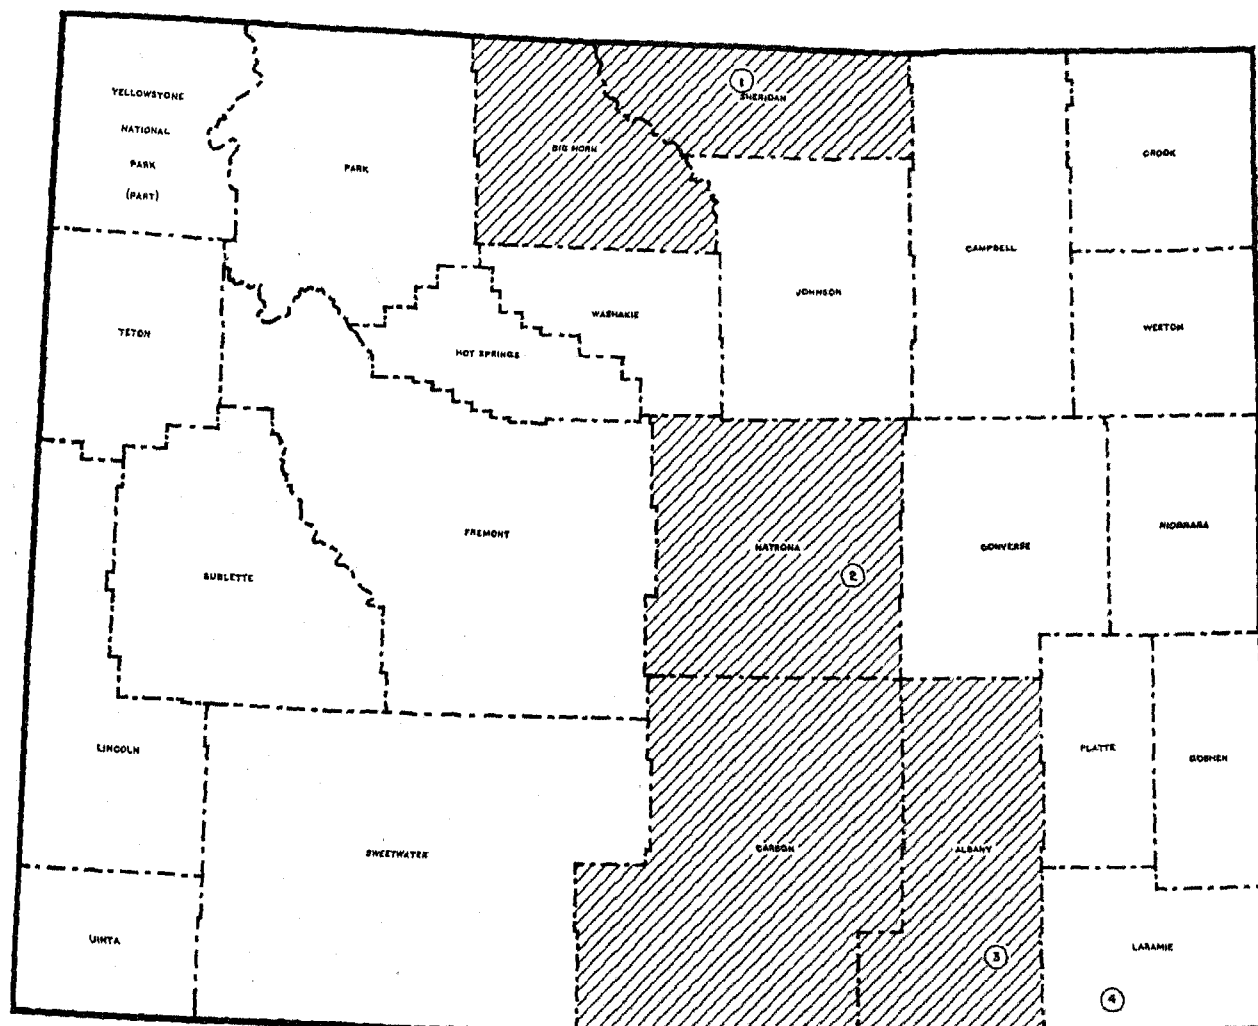 YELLOWSTONE
NATIONAL
PARK
(PART)
PARK
BIG HORN
1
SHERIDAN
CROOK
CAMPBELL
JOHNSON
WESTON
TETON
WASHAKIE
HOT SPRINGS
FREMONT
SUBLETTE
NATRONA
2
CONVERSE
NIOBRARA
LINCOLN
PLATTE
GOSHEN
SWEETWATER
CARBON
ALBANY
UINTA
LARAMIE
3
4